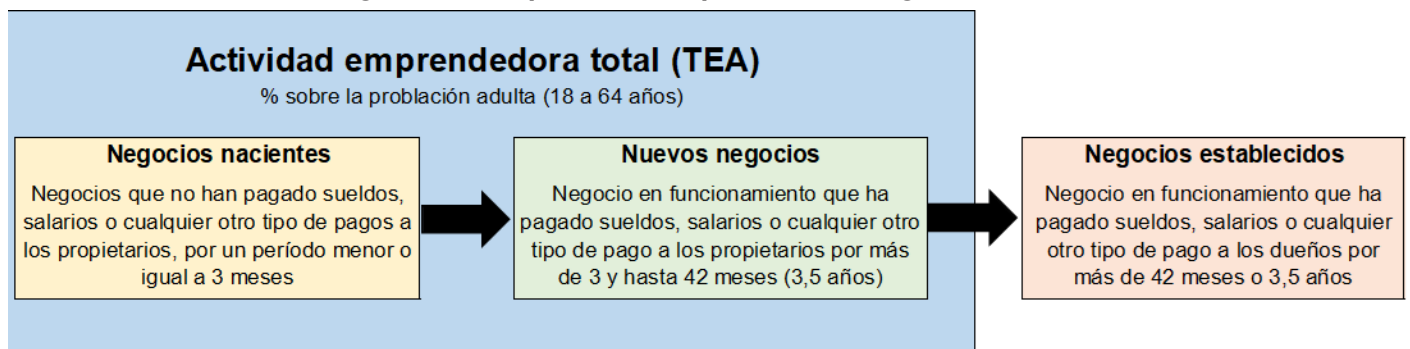 Actividad emprendedora total (TEA)
% sobre la problación adulta (18 a 64 años)
Negocios nacientes
Negocios que no han pagado sueldos,
salarios o cualquier otro tipo de pagos a
los propietarios, por un período menor o
igual a 3 meses
Nuevos negocios
Negocio en funcionamiento que ha
pagado sueldos, salarios o cualquier otro
tipo de pago a los propietarios por más
de 3 y hasta 42 meses (3,5 años)
Negocios establecidos
Negocio en funcionamiento que ha
pagado sueldos, salarios o cualquier
otro tipo de pago a los dueños por
más de 42 meses o 3,5 años